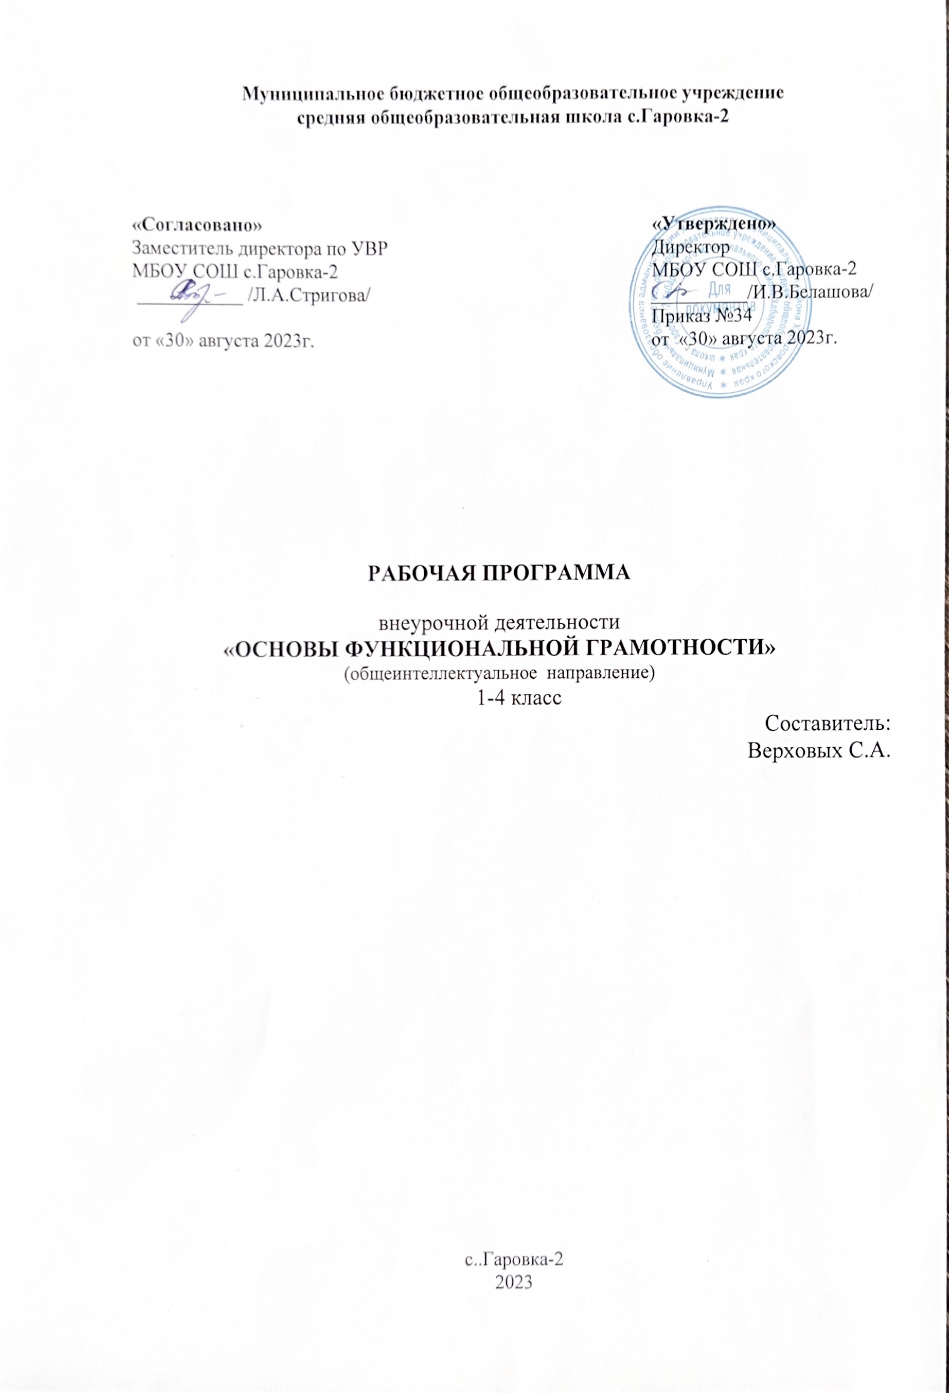 Муниципальное бюджетное общеобразовательное учреждение
средняя общеобразовательная школа с.Гаровка-2
«Согласовано»
Заместитель директора по УВР
МБОУ СОШ с.Гаровка-2
/Л.А.Стригова/
от «30» августа 2023г.
«Утверждено»
Директор
МБОУ СОШ с.Гаровка-2
/И.В.Белашова/
Приказ №34
от «30» августа 2023г.
Для
документов
РАБОЧАЯ ПРОГРАММА
внеурочной деятельности
«ОСНОВЫ ФУНКЦИОНАЛЬНОЙ ГРАМОТНОСТИ»
(общеинтеллектуальное направление)
1-4 класс
Составитель:
Верховых С.А.
с..Гаровка-2
2023